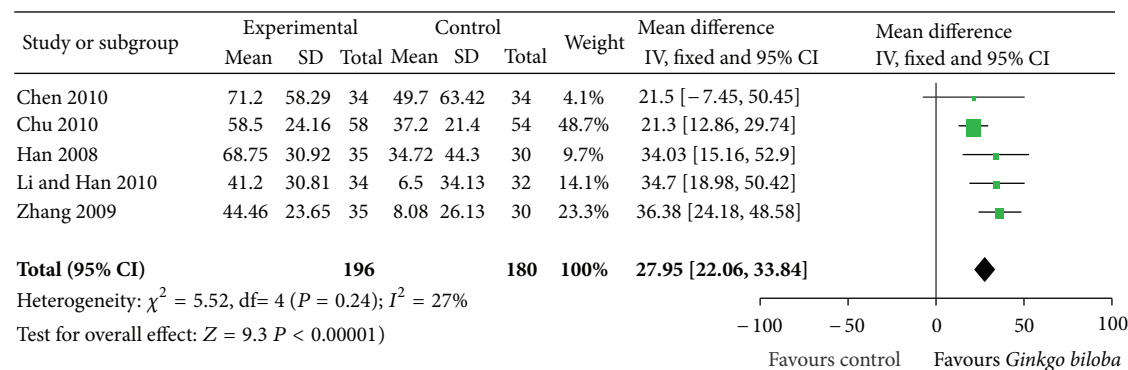 Study or subgroup Experimental Control Weight Mean difference Mean difference
Mean SD Total Mean SD Total IV, fixed and 95% CI IV, fixed and 95% CI
Chen 2010 71.2 58.29 34 49.7 63.42 34 4.1% 21.5 [−7.45, 50.45]
Chu 2010 58.5 24.16 58 37.2 21.4 54 48.7% 21.3 [12.86, 29.74]
Han 2008 68.75 30.92 35 34.72 44.3 30 9.7% 34.03 [15.16, 52.9]
Li and Han 2010 41.2 30.81 34 6.5 34.13 32 14.1% 34.7 [18.98, 50.42]
Zhang 2009 44.46 23.65 35 8.08 26.13 30 23.3% 36.38 [24.18, 48.58]
Total (95% CI) 196 180 100% 27.95 [22.06, 33.84]
Heterogeneity: χ² = 5.52, df= 4 (P = 0.24); I² = 27%
Test for overall effect: Z = 9.3 P < 0.00001)
−100 −50 0 50 100
Favours control Favours Ginkgo biloba